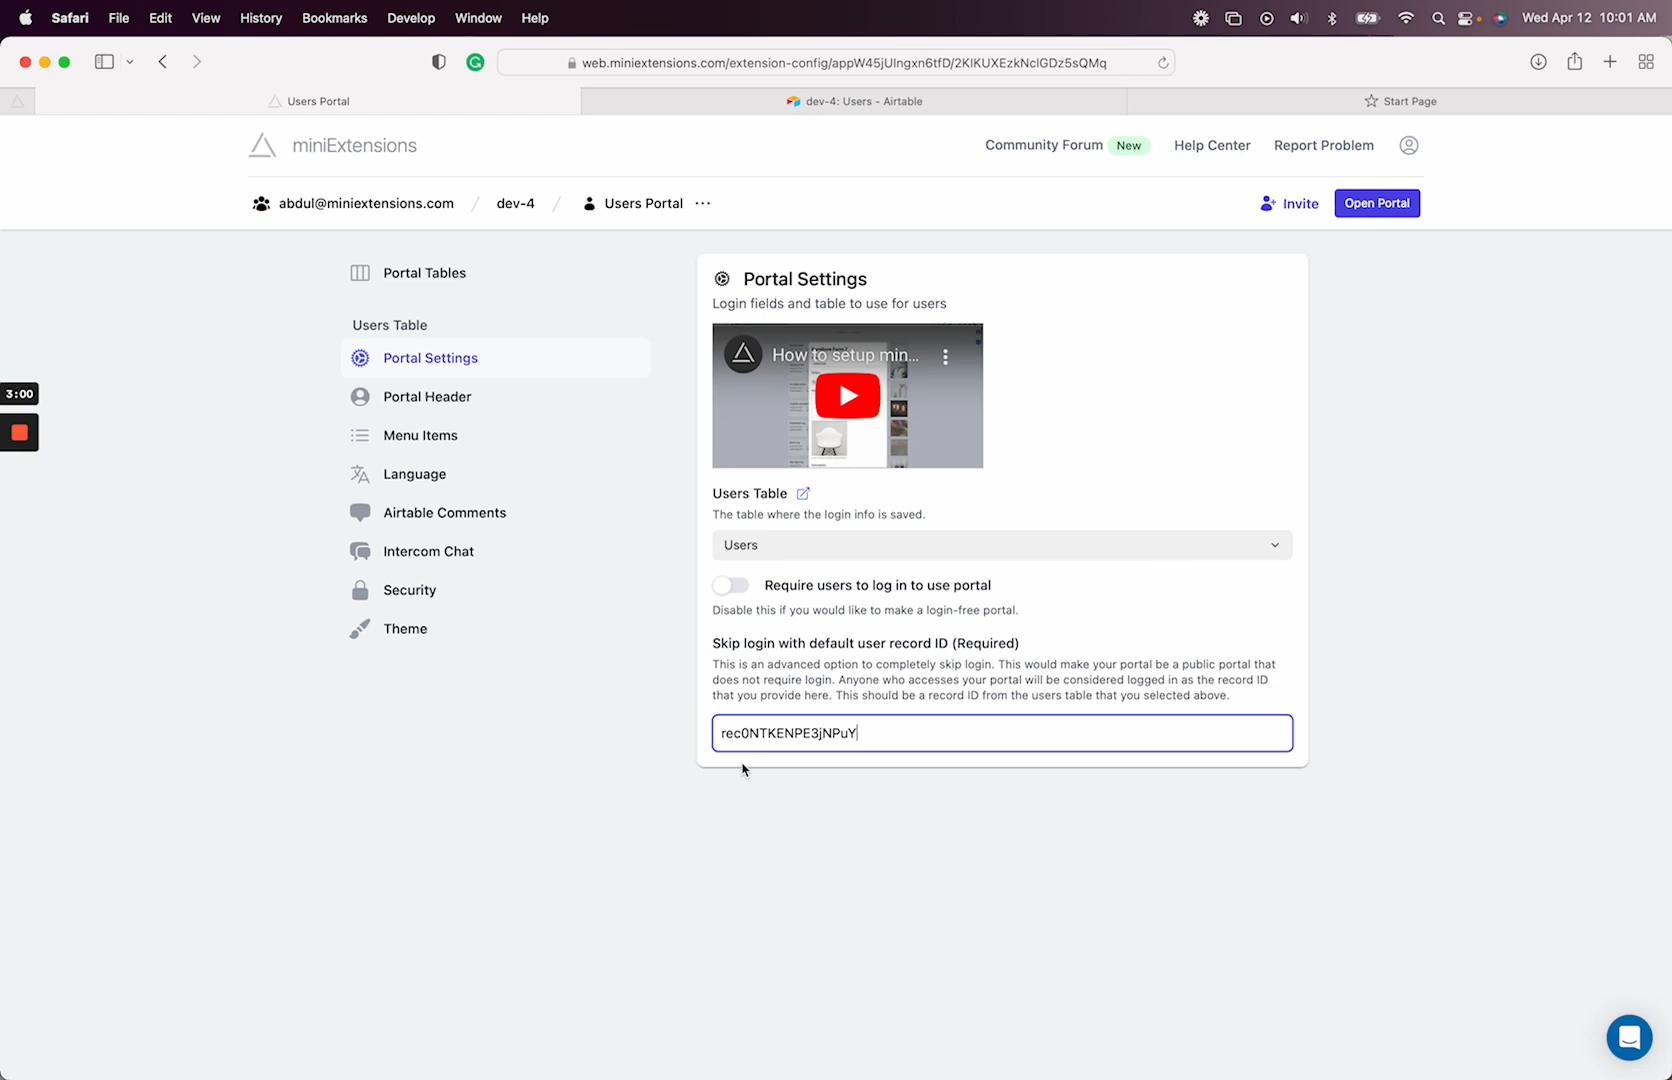 Safari File Edit View History Bookmarks Develop Window Help
Wed Apr 12 10:01 AM
web.miniextensions.com/extension-config/appW45jUlngxn6tfD/2KlKUXEzkNclGDz5sQMq
Users Portal
dev-4: Users - Airtable
Start Page
miniExtensions
Community Forum New
Help Center
Report Problem
abdul@miniextensions.com / dev-4 / Users Portal ···
Invite
Open Portal
3:00
Portal Tables
Users Table
Portal Settings
Portal Header
Menu Items
Language
Airtable Comments
Intercom Chat
Security
Theme
Portal Settings
Login fields and table to use for users
How to setup min...
Users Table
The table where the login info is saved.
Users
Require users to log in to use portal
Disable this if you would like to make a login-free portal.
Skip login with default user record ID (Required)
This is an advanced option to completely skip login. This would make your portal be a public portal that
does not require login. Anyone who accesses your portal will be considered logged in as the record ID
that you provide here. This should be a record ID from the users table that you selected above.
rec0NTKENPE3jNPuY